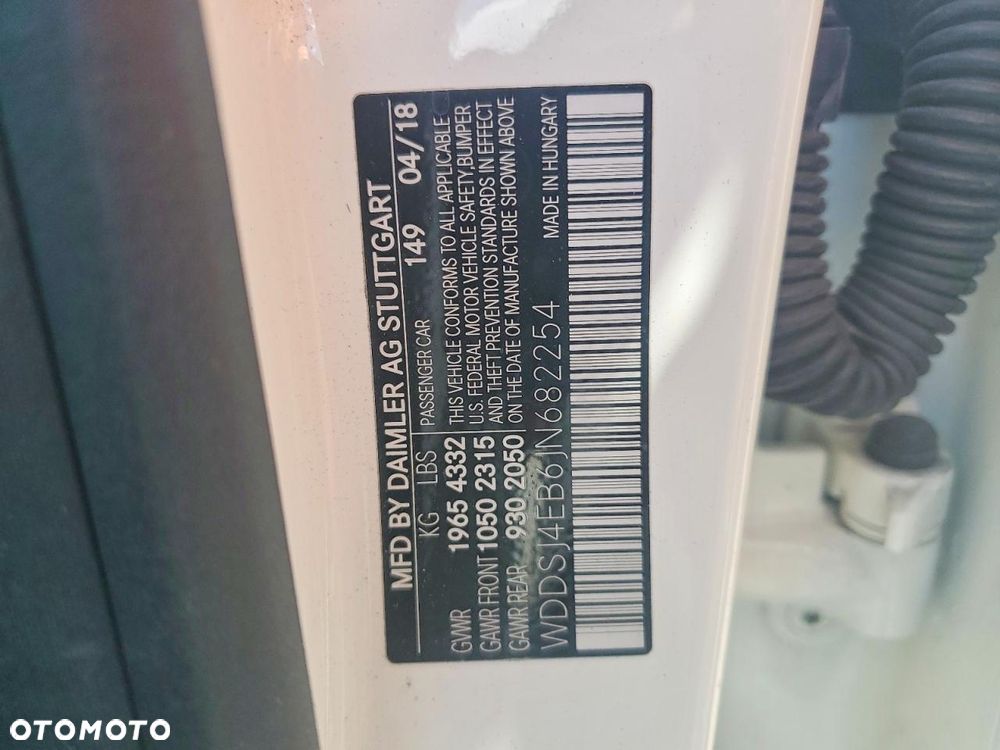 MFD BY DAIMLER AG STUTTGART
KG LBS 149 04/18
PASSENGER CAR
GVWR 1965 4332
GAWR FRONT 1050 2315
GAWR REAR 930 2050
THIS VEHICLE CONFORMS TO ALL APPLICABLE
U.S. FEDERAL MOTOR VEHICLE SAFETY,BUMPER
AND THEFT PREVENTION STANDARDS IN EFFECT
ON THE DATE OF MANUFACTURE SHOWN ABOVE
WDDSJ4EB6JN682254
MADE IN HUNGARY
OTOMOTO